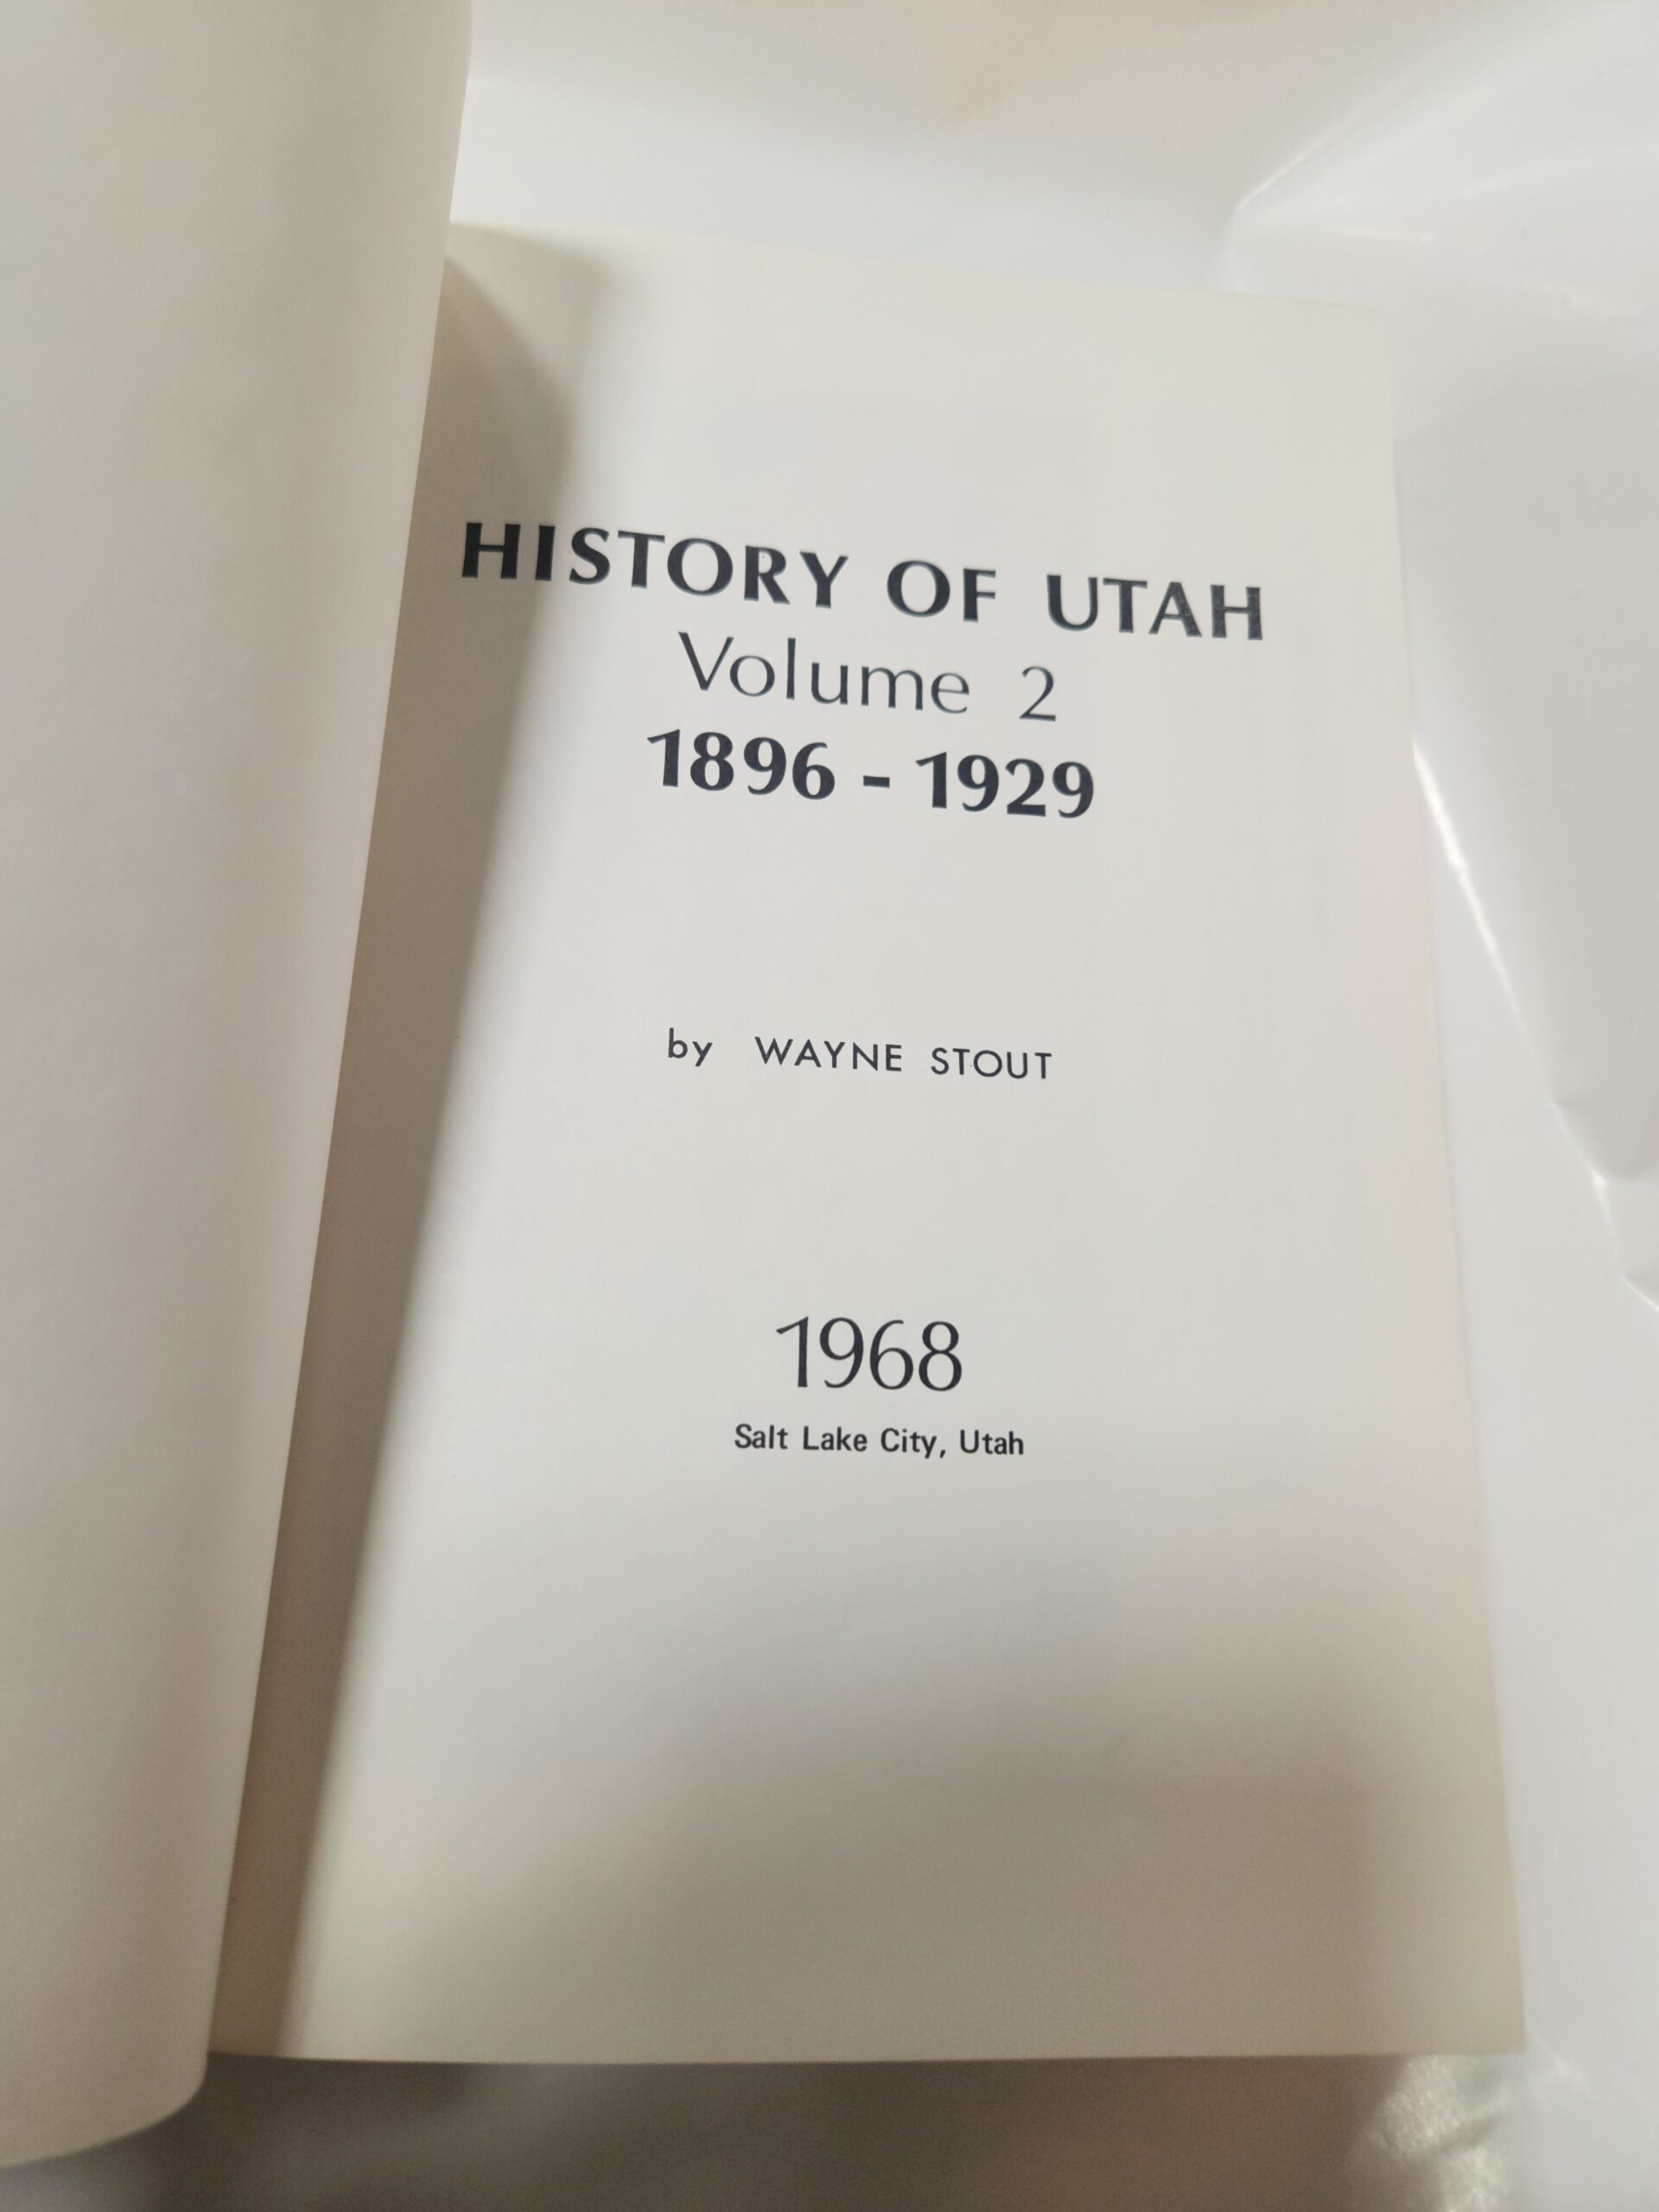 HISTORY OF UTAH
Volume 2
1896 - 1929
by WAYNE STOUT
1968
Salt Lake City, Utah